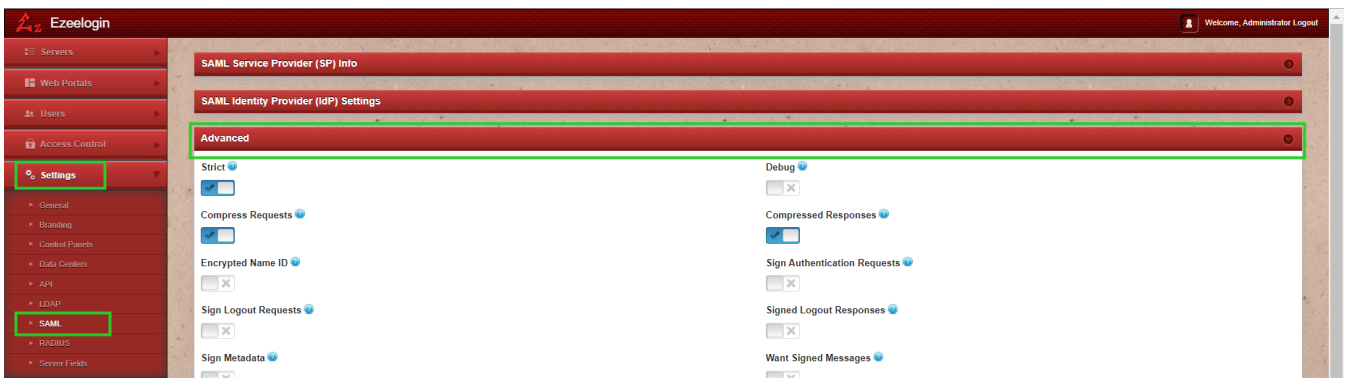 Ezeelogin
Welcome, Administrator Logout
Servers
Web Portals
Users
Access Control
Settings
General
Branding
Control Panels
Data Centers
API
LDAP
SAML
RADIUS
Server Fields
SAML Service Provider (SP) Info
SAML Identity Provider (IdP) Settings
Advanced
Strict
Debug
Compress Requests
Compressed Responses
Encrypted Name ID
Sign Authentication Requests
Sign Logout Requests
Signed Logout Responses
Sign Metadata
Want Signed Messages